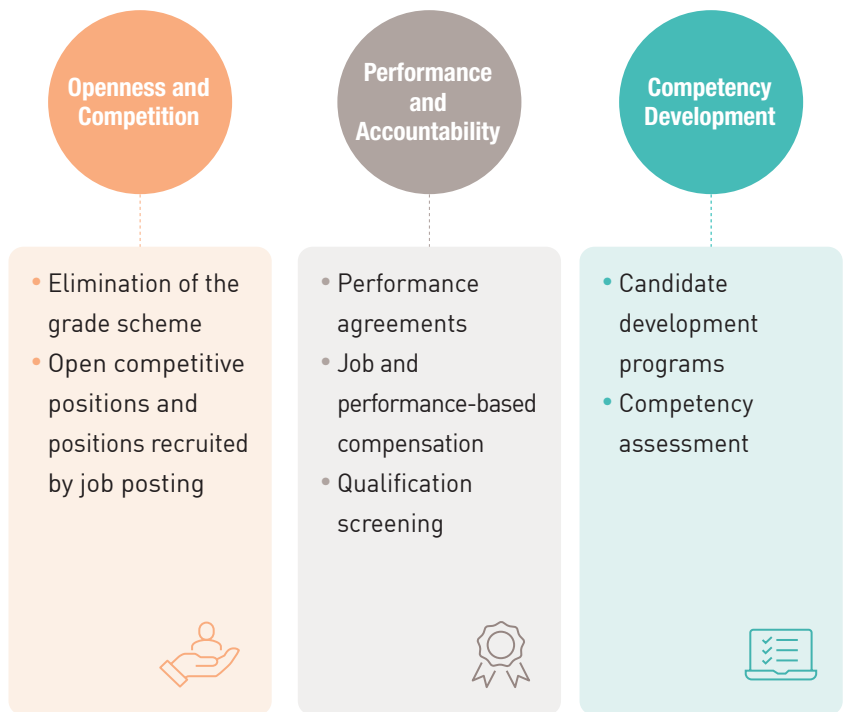 Openness and
Competition
• Elimination of the
grade scheme
• Open competitive
positions and
positions recruited
by job posting
Performance
and
Accountability
• Performance
agreements
• Job and
performance-based
compensation
• Qualification
screening
Competency
Development
• Candidate
development
programs
• Competency
assessment